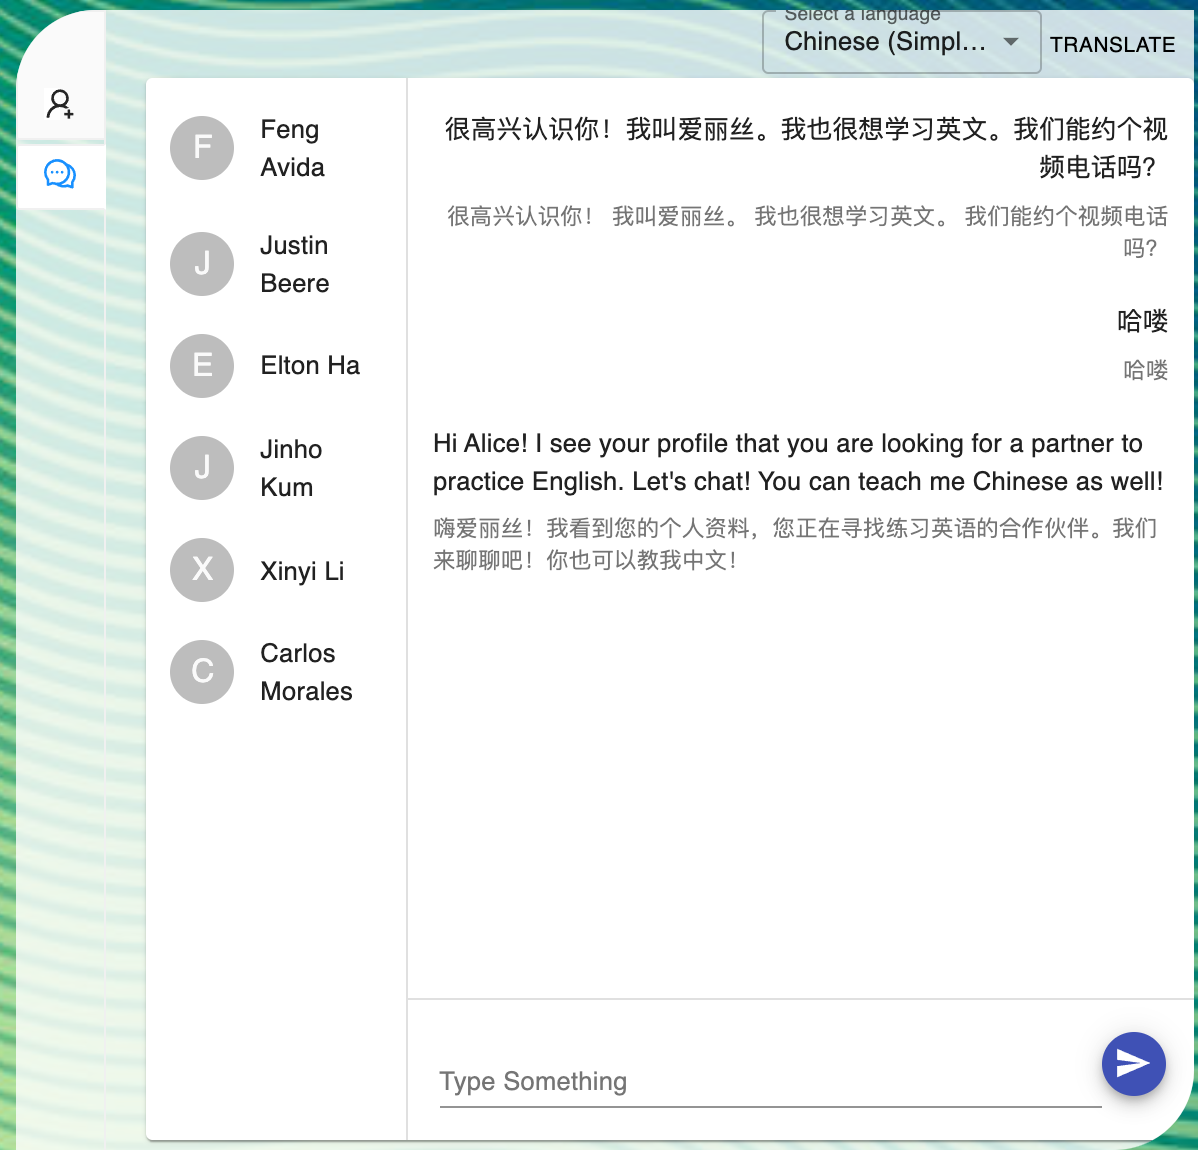 Select a language
Chinese (Simpl...
TRANSLATE
F
Feng
Avida
J
Justin
Beere
E
Elton Ha
J
Jinho
Kum
X
Xinyi Li
C
Carlos
Morales
很高兴认识你！我叫爱丽丝。我也很想学习英文。我们能约个视
频电话吗？
很高兴认识你！ 我叫爱丽丝。 我也很想学习英文。 我们能约个视频电话
吗？
哈喽
哈喽
Hi Alice! I see your profile that you are looking for a partner to
practice English. Let's chat! You can teach me Chinese as well!
嗨爱丽丝！我看到您的个人资料，您正在寻找练习英语的合作伙伴。我们
来聊聊吧！你也可以教我中文！
Type Something